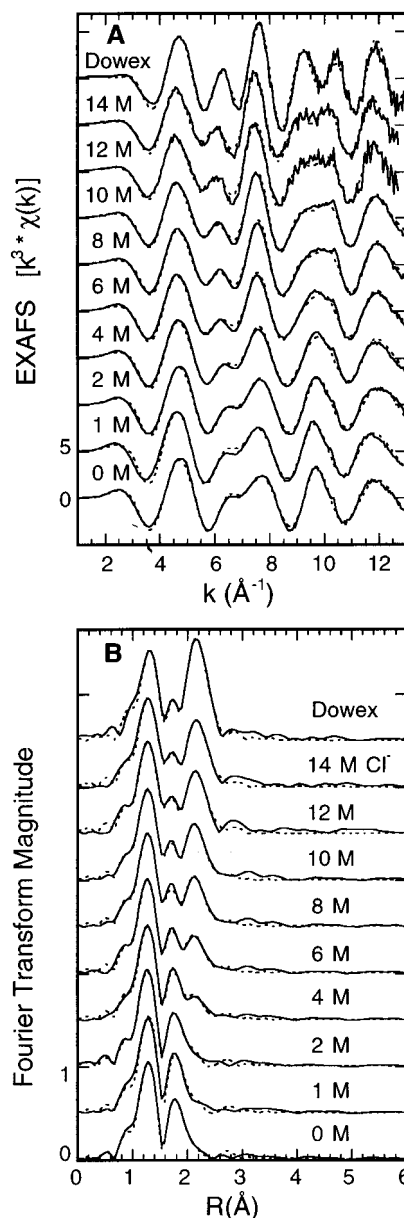 A
Dowex
14 M
12 M
10 M
8 M
6 M
4 M
2 M
1 M
0 M
5
0
EXAFS [k³*χ(k)]
2 4 6 8 10 12
k (Å⁻¹)
B
Dowex
14 M Cl⁻
12 M
10 M
8 M
6 M
4 M
2 M
1 M
0 M
1
0
Fourier Transform Magnitude
0 1 2 3 4 5 6
R(Å)